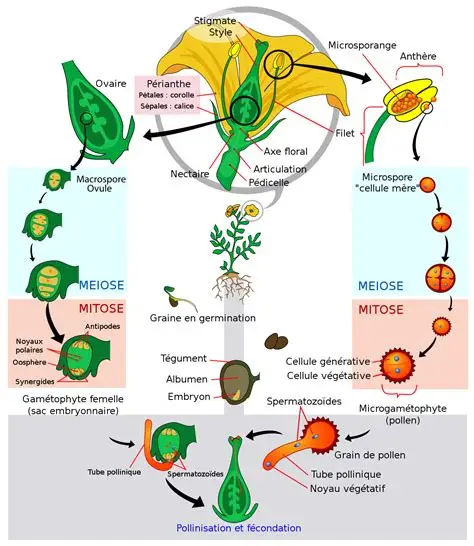 Stigmate
Style
Microsporange
Anthère
Ovaire
Périanthe
Pétales : corolle
Sépales : calice
Filet
Axe floral
Nectaire
Articulation
Pédicelle
Macrospore
Ovule
Microspore
"cellule mère"
MEIOSE
MEIOSE
MITOSE
MITOSE
Graine en germination
Antipodes
Noyaux
polaires
Oosphère
Synergides
Tégument
Albumen
Embryon
Cellule générative
Cellule végétative
Gamétophyte femelle
(sac embryonnaire)
Microgamétophyte
(pollen)
Spermatozoïdes
Grain de pollen
Tube pollinique
Spermatozoïdes
Tube pollinique
Noyau végétatif
Pollinisation et fécondation